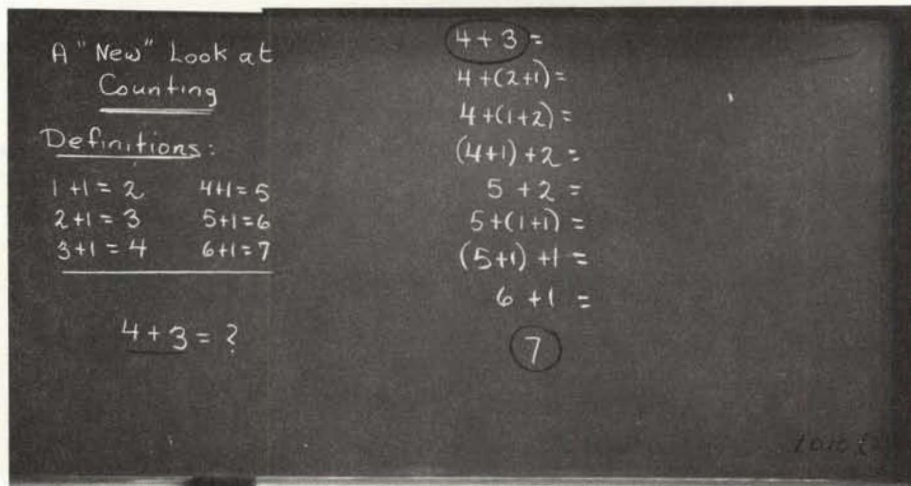 A "New" Look at
Counting
Definitions:
1+1 = 2 4+1 = 5
2+1 = 3 5+1 = 6
3+1 = 4 6+1 = 7
4+3 = ?
4+3 =
4+(2+1) =
4+(1+2) =
(4+1)+2 =
5+2 =
5+(1+1) =
(5+1)+1 =
6+1 =
7